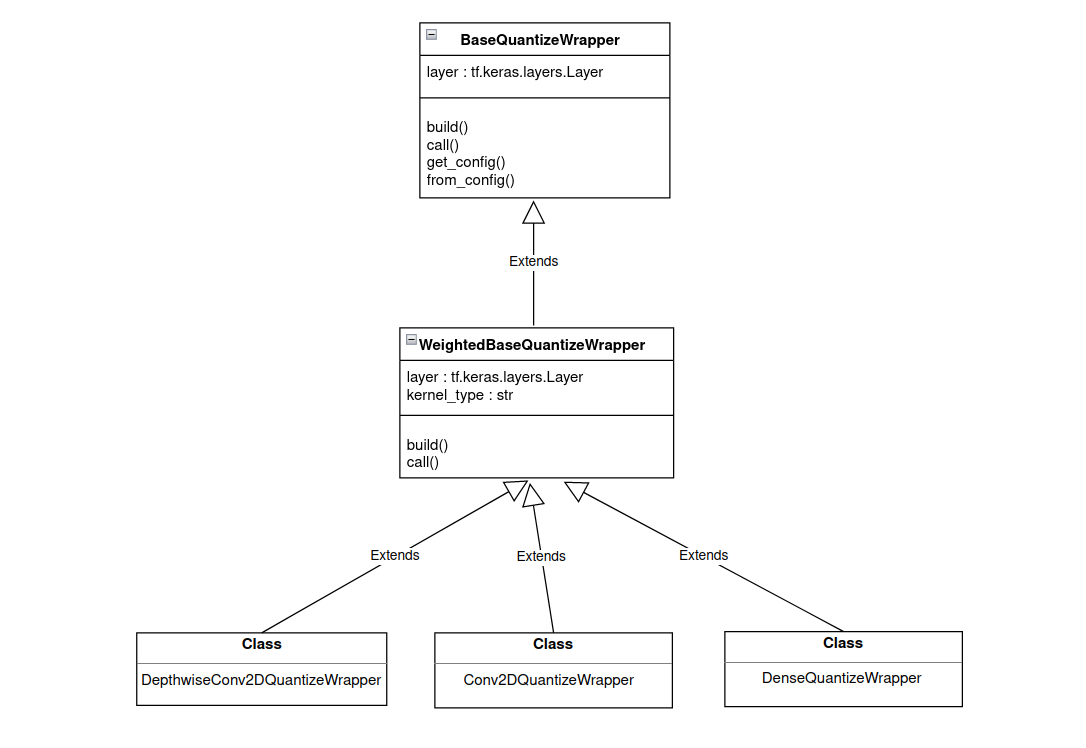 BaseQuantizeWrapper
layer : tf.keras.layers.Layer
build()
call()
get_config()
from_config()
Extends
WeightedBaseQuantizeWrapper
layer : tf.keras.layers.Layer
kernel_type : str
build()
call()
Extends
Extends
Extends
Class
DepthwiseConv2DQuantizeWrapper
Class
Conv2DQuantizeWrapper
Class
DenseQuantizeWrapper